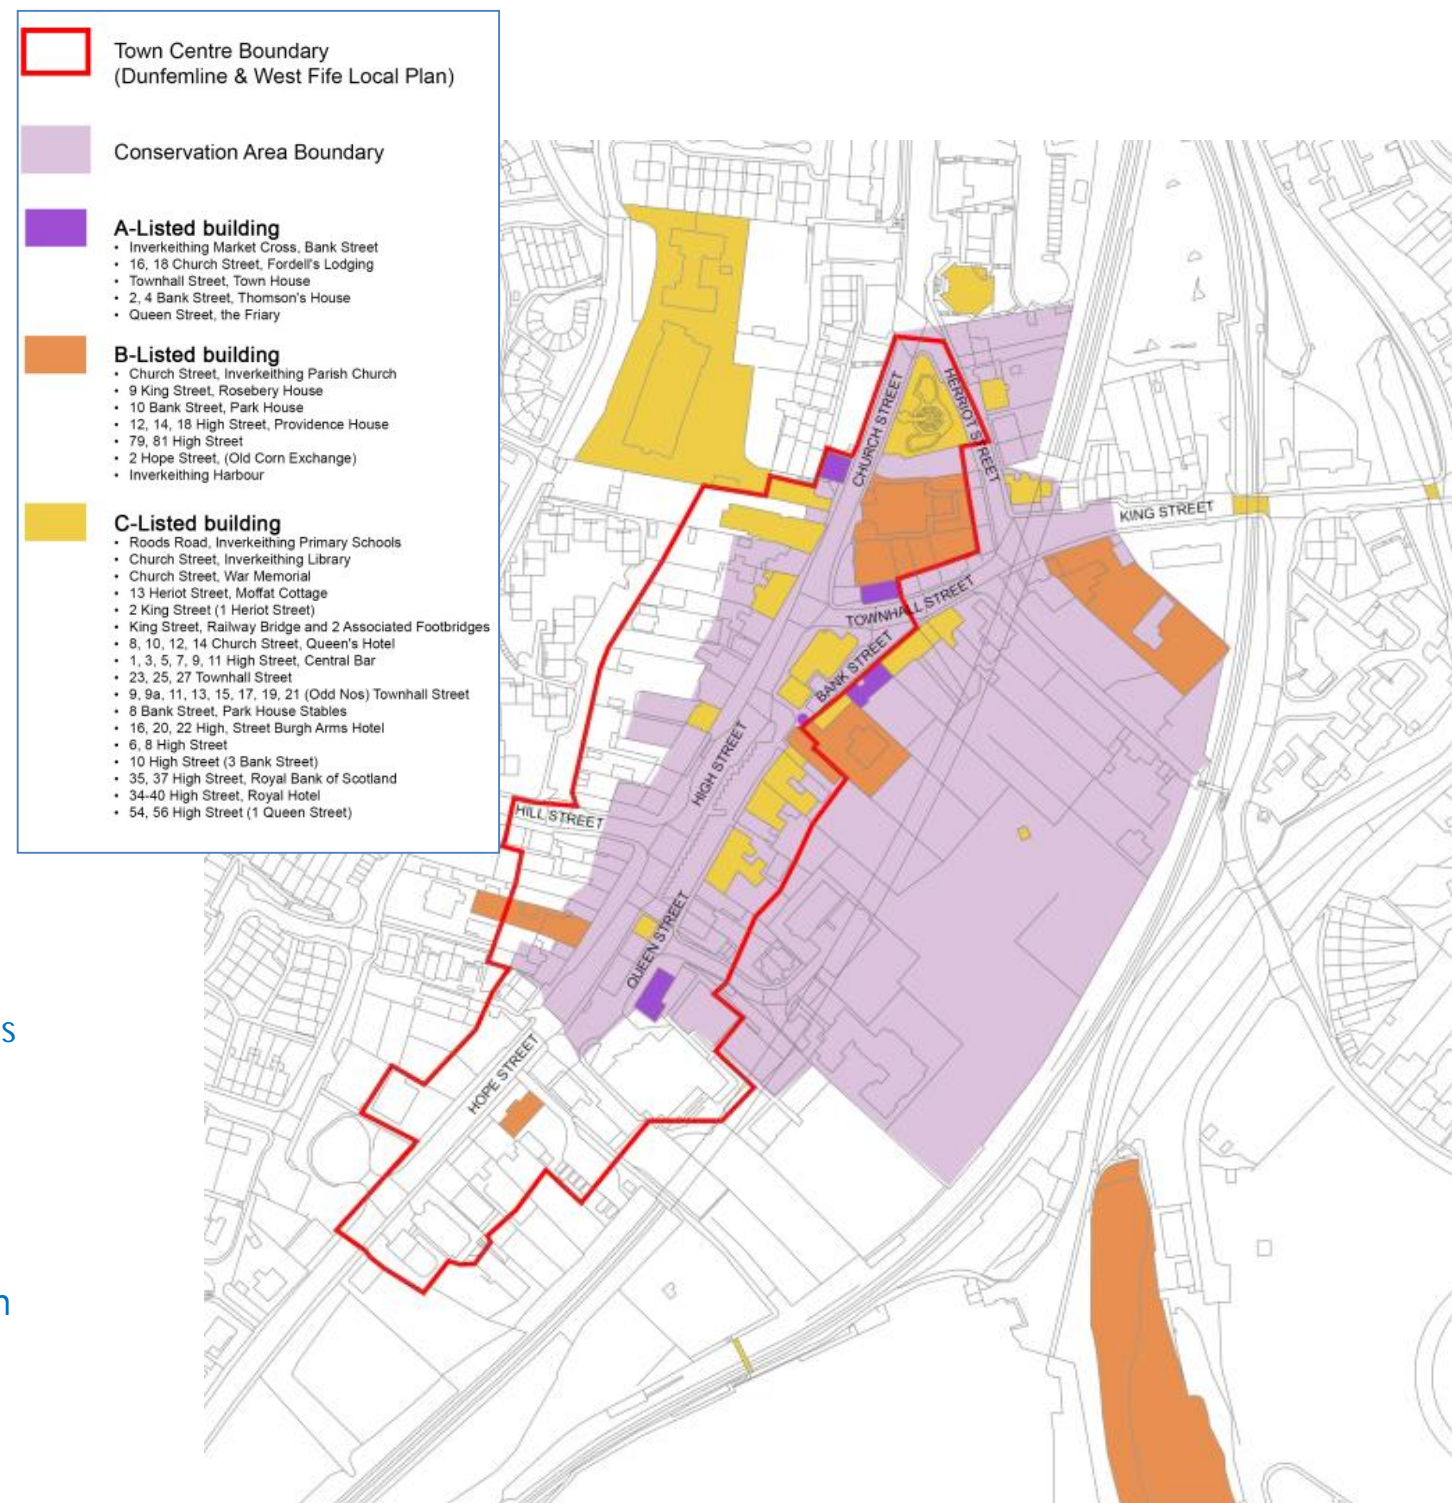 Town Centre Boundary
(Dunfemline & West Fife Local Plan)
Conservation Area Boundary
A-Listed building
• Inverkeithing Market Cross, Bank Street
• 16, 18 Church Street, Fordell's Lodging
• Townhall Street, Town House
• 2, 4 Bank Street, Thomson's House
• Queen Street, the Friary
B-Listed building
• Church Street, Inverkeithing Parish Church
• 9 King Street, Rosebery House
• 10 Bank Street, Park House
• 12, 14, 18 High Street, Providence House
• 79, 81 High Street
• 2 Hope Street, (Old Corn Exchange)
• Inverkeithing Harbour
C-Listed building
• Roods Road, Inverkeithing Primary Schools
• Church Street, Inverkeithing Library
• Church Street, War Memorial
• 13 Heriot Street, Moffat Cottage
• 2 King Street (1 Heriot Street)
• King Street, Railway Bridge and 2 Associated Footbridges
• 8, 10, 12, 14 Church Street, Queen's Hotel
• 1, 3, 5, 7, 9, 11 High Street, Central Bar
• 23, 25, 27 Townhall Street
• 9, 9a, 11, 13, 15, 17, 19, 21 (Odd Nos) Townhall Street
• 8 Bank Street, Park House Stables
• 16, 20, 22 High, Street Burgh Arms Hotel
• 6, 8 High Street
• 10 High Street (3 Bank Street)
• 35, 37 High Street, Royal Bank of Scotland
• 34-40 High Street, Royal Hotel
• 54, 56 High Street (1 Queen Street)
CHURCH STREET
HERRIOT STREET
KING STREET
TOWNHALL STREET
BANK STREET
HIGH STREET
HILL STREET
QUEEN STREET
HOPE STREET
s
n